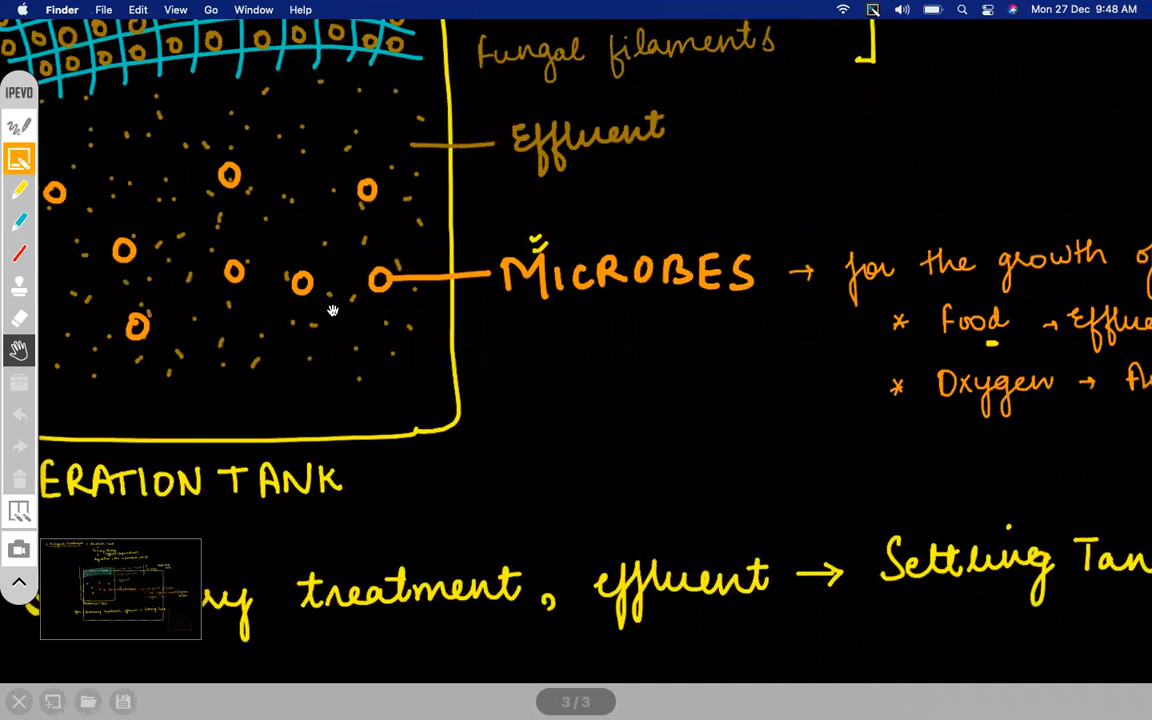 Finder File Edit View Window Go Help Mon 27 Dec 9:48 AM
IPEVO
Fungal filaments
Effluent
MICROBES → for the growth of
* Food → Efflue
* Oxygen →
ERATION TANK
treatment, effluent → Settling Tan
3 / 3